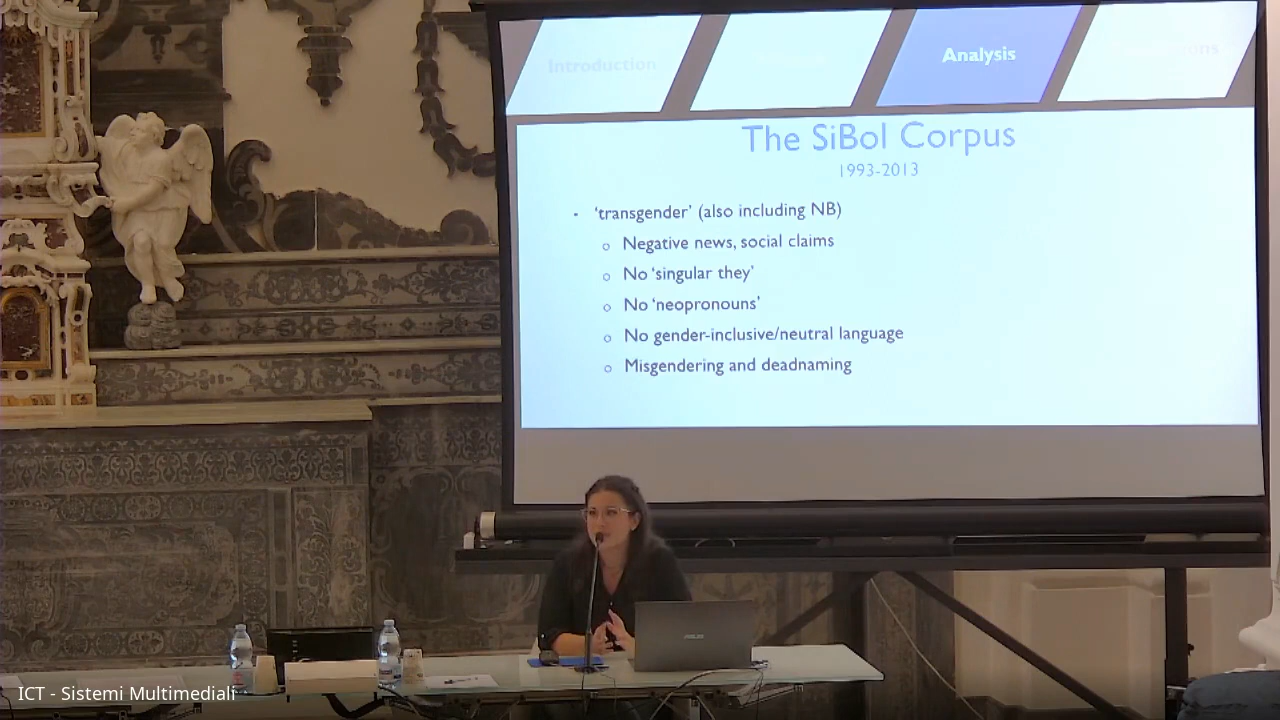 Introduction
Analysis
The SiBol Corpus
1993-2013
• ‘transgender’ (also including NB)
o Negative news, social claims
o No ‘singular they’
o No ‘neopronouns’
o No gender-inclusive/neutral language
o Misgendering and deadnaming
ASUS
ICT - Sistemi Multimediali